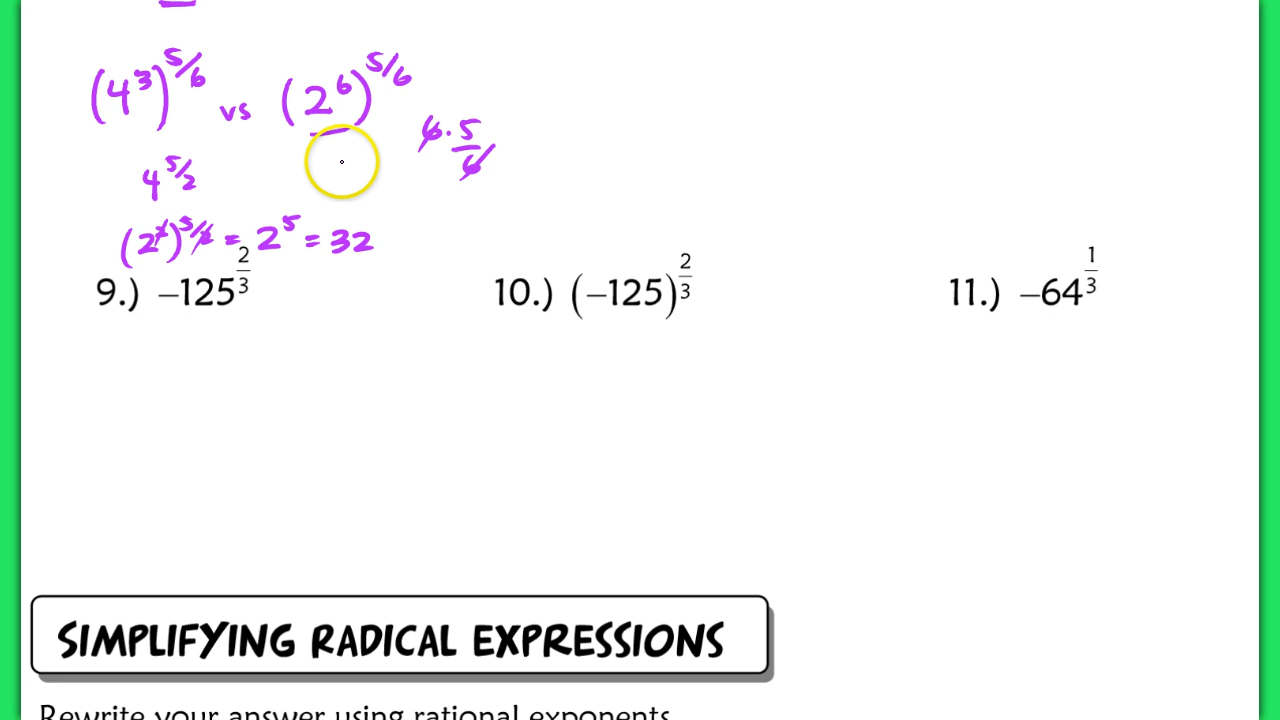 (4³)^5/6 vs (2⁶)^5/6 6 · 5/6
4^5/2
(2²)^5/2 = 2⁵ = 32
9.) –125^2/3 10.) (–125)^2/3 11.) –64^1/3
SIMPLIFYING RADICAL EXPRESSIONS
Rewrite your answer using rational exponents.